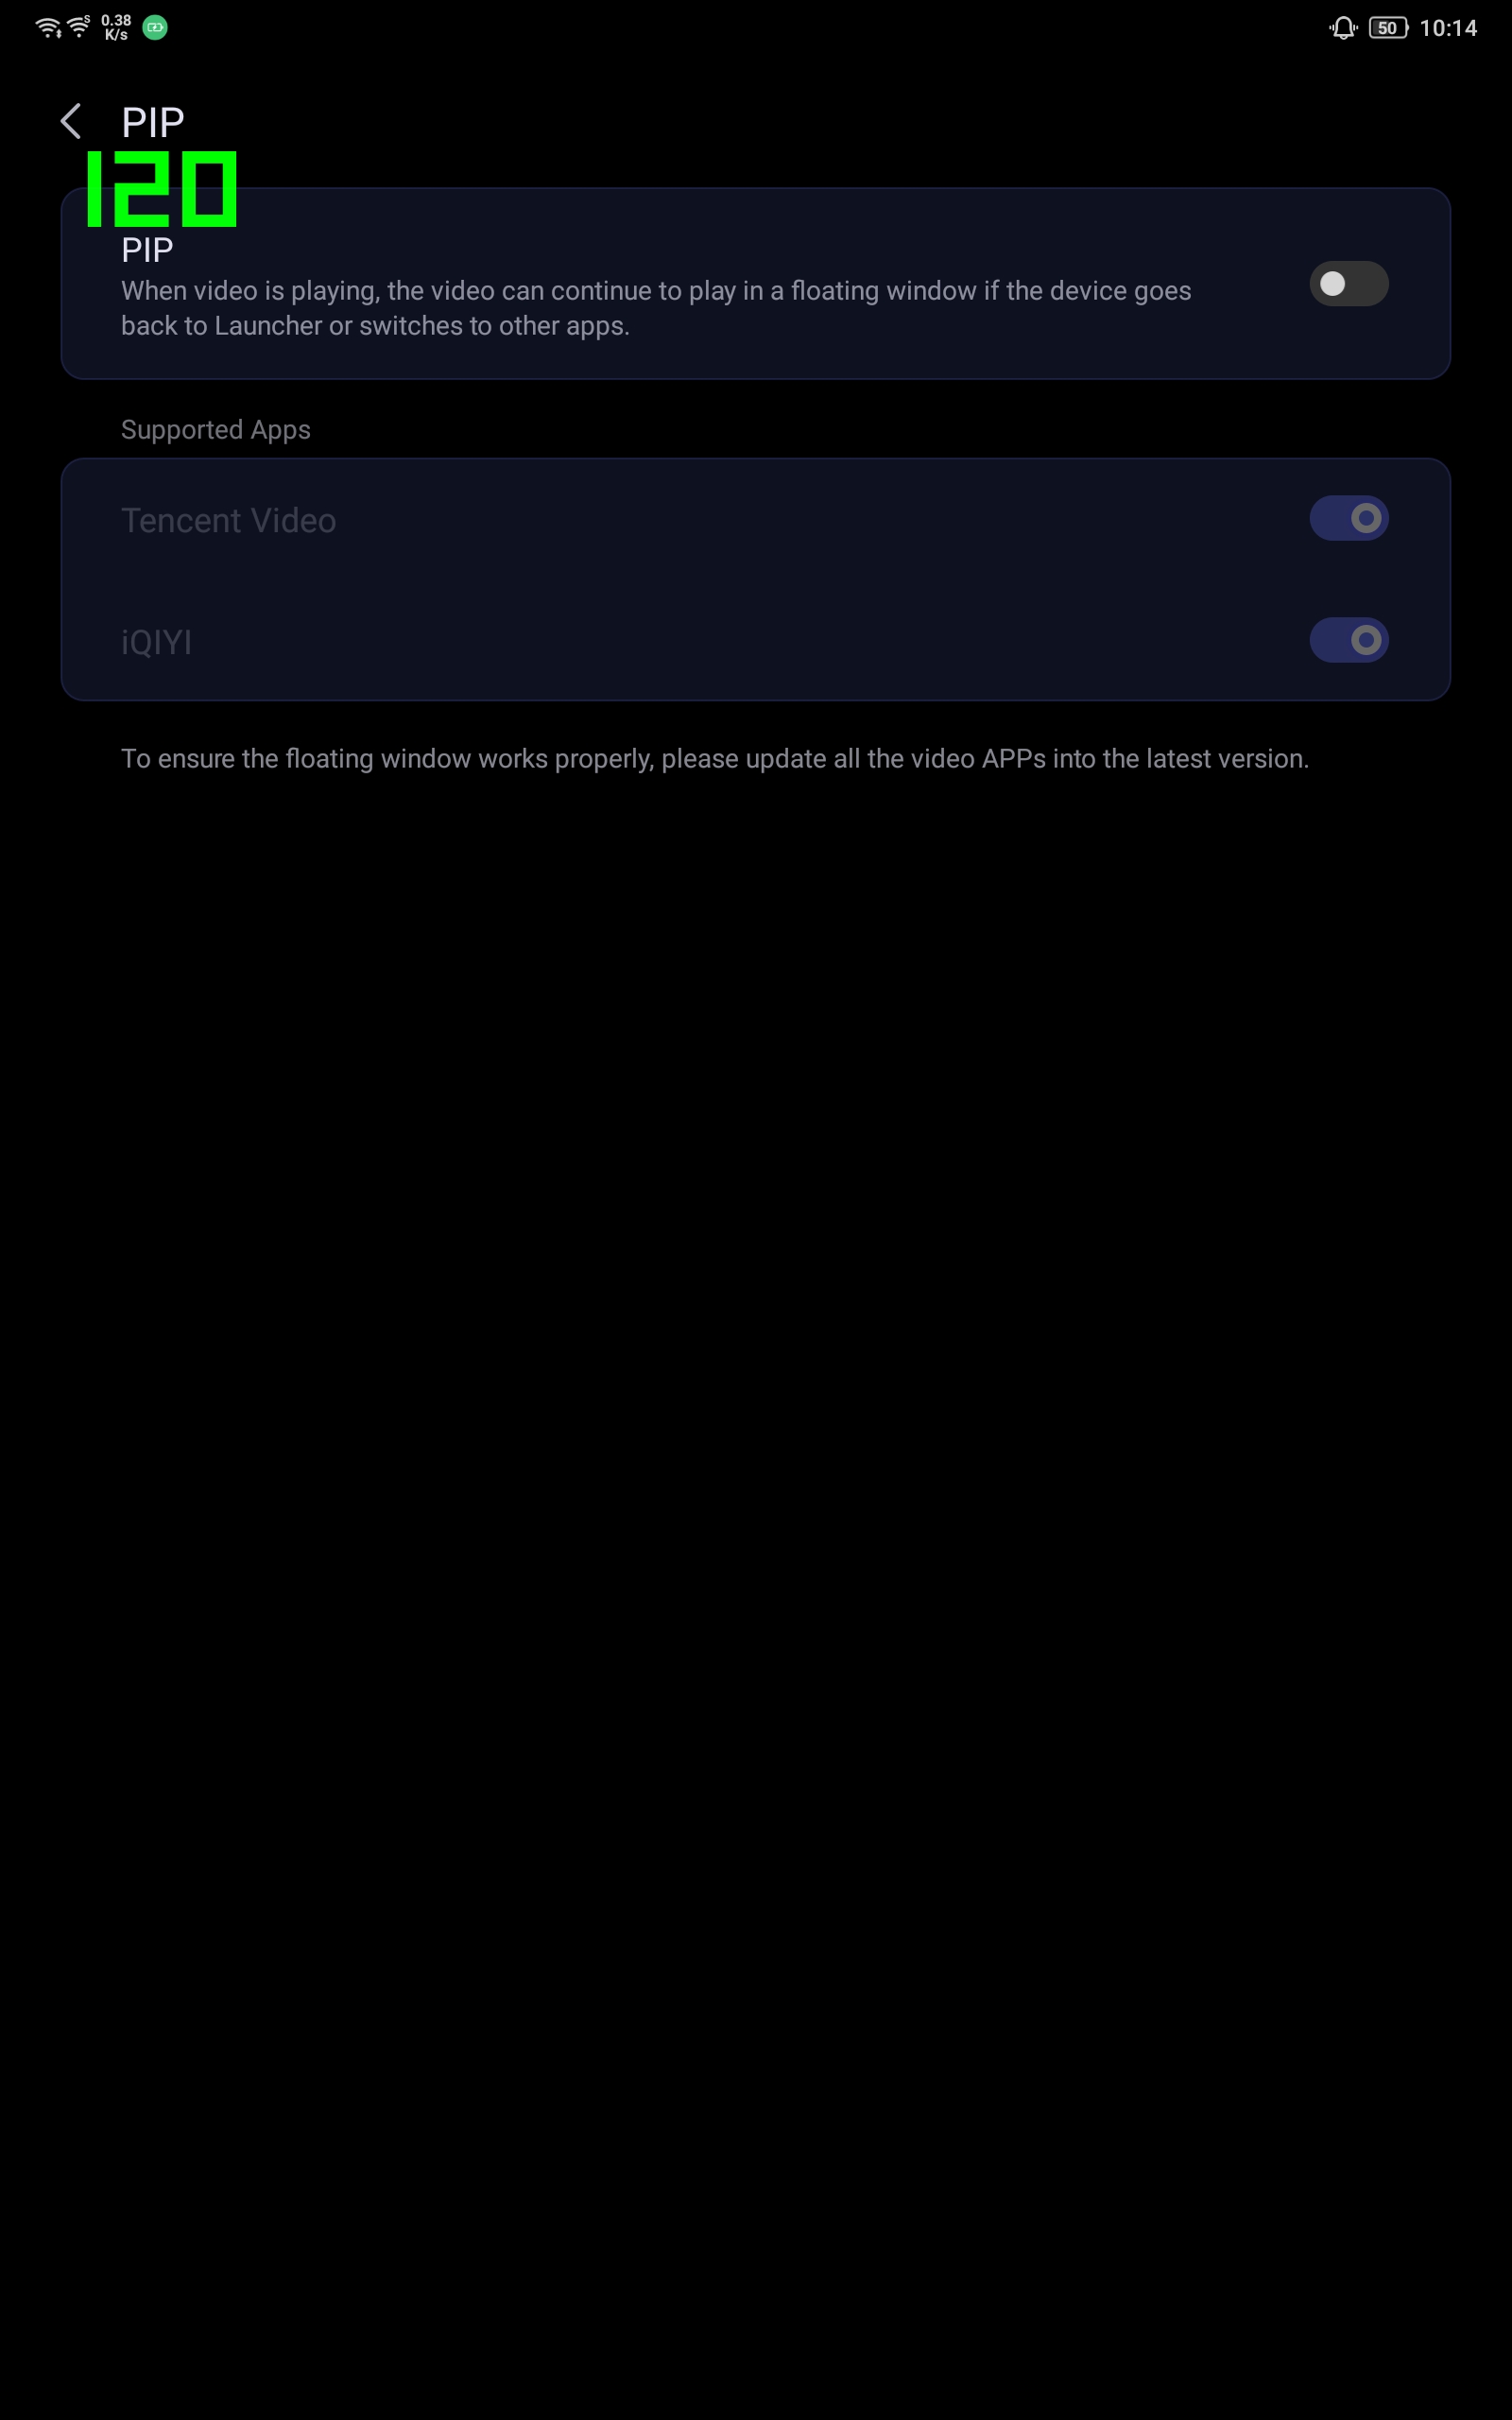 S
0.38
K/s
50
10:14
PIP
120
PIP
When video is playing, the video can continue to play in a floating window if the device goes
back to Launcher or switches to other apps.
Supported Apps
Tencent Video
iQIYI
To ensure the floating window works properly, please update all the video APPs into the latest version.